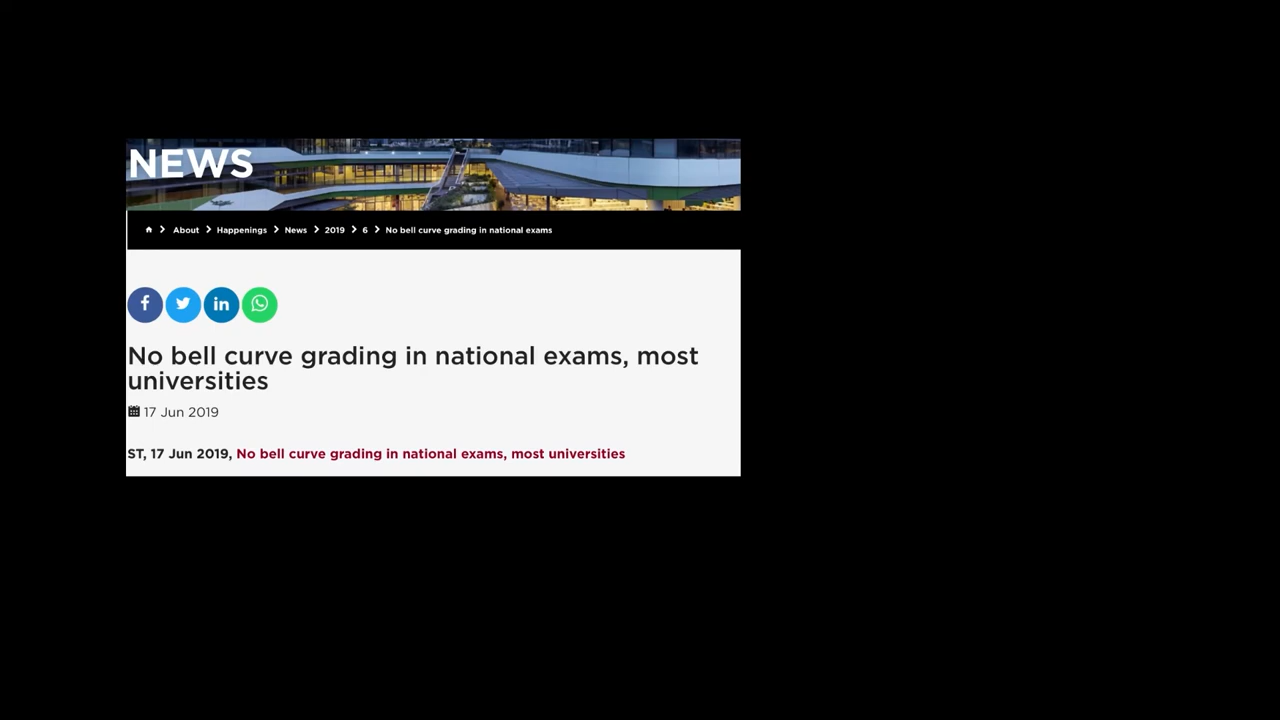 NEWS
About Happenings News 2019 6 No bell curve grading in national exams
No bell curve grading in national exams, most
universities
17 Jun 2019
ST, 17 Jun 2019, No bell curve grading in national exams, most universities